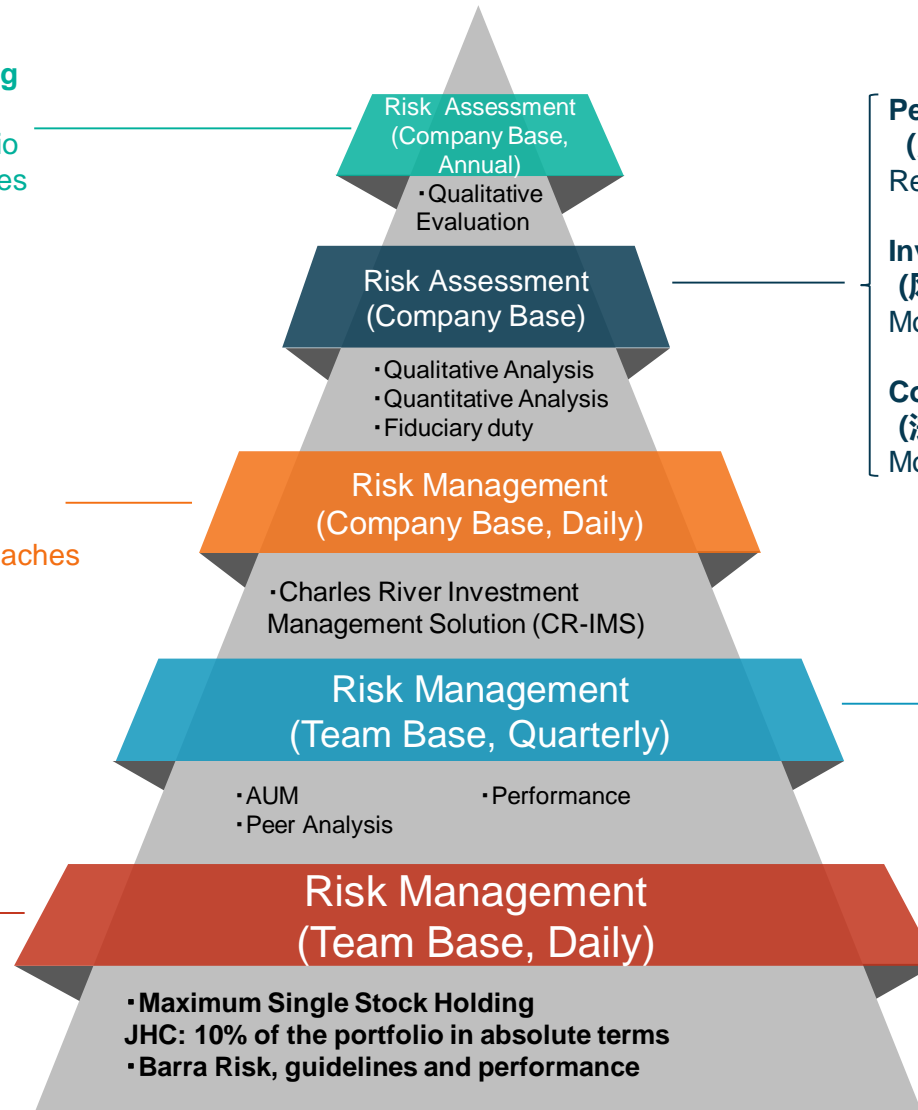 g
io
es
Risk Assessment
(Company Base,
Annual)
・Qualitative
Evaluation
Pe
Re
Risk Assessment
(Company Base)
Inv
Mo
・Qualitative Analysis
・Quantitative Analysis
・Fiduciary duty
Co
Mo
Risk Management
(Company Base, Daily)
aches
・Charles River Investment
Management Solution (CR-IMS)
Risk Management
(Team Base, Quarterly)
・AUM
・Performance
・Peer Analysis
Risk Management
(Team Base, Daily)
・Maximum Single Stock Holding
JHC: 10% of the portfolio in absolute terms
・Barra Risk, guidelines and performance